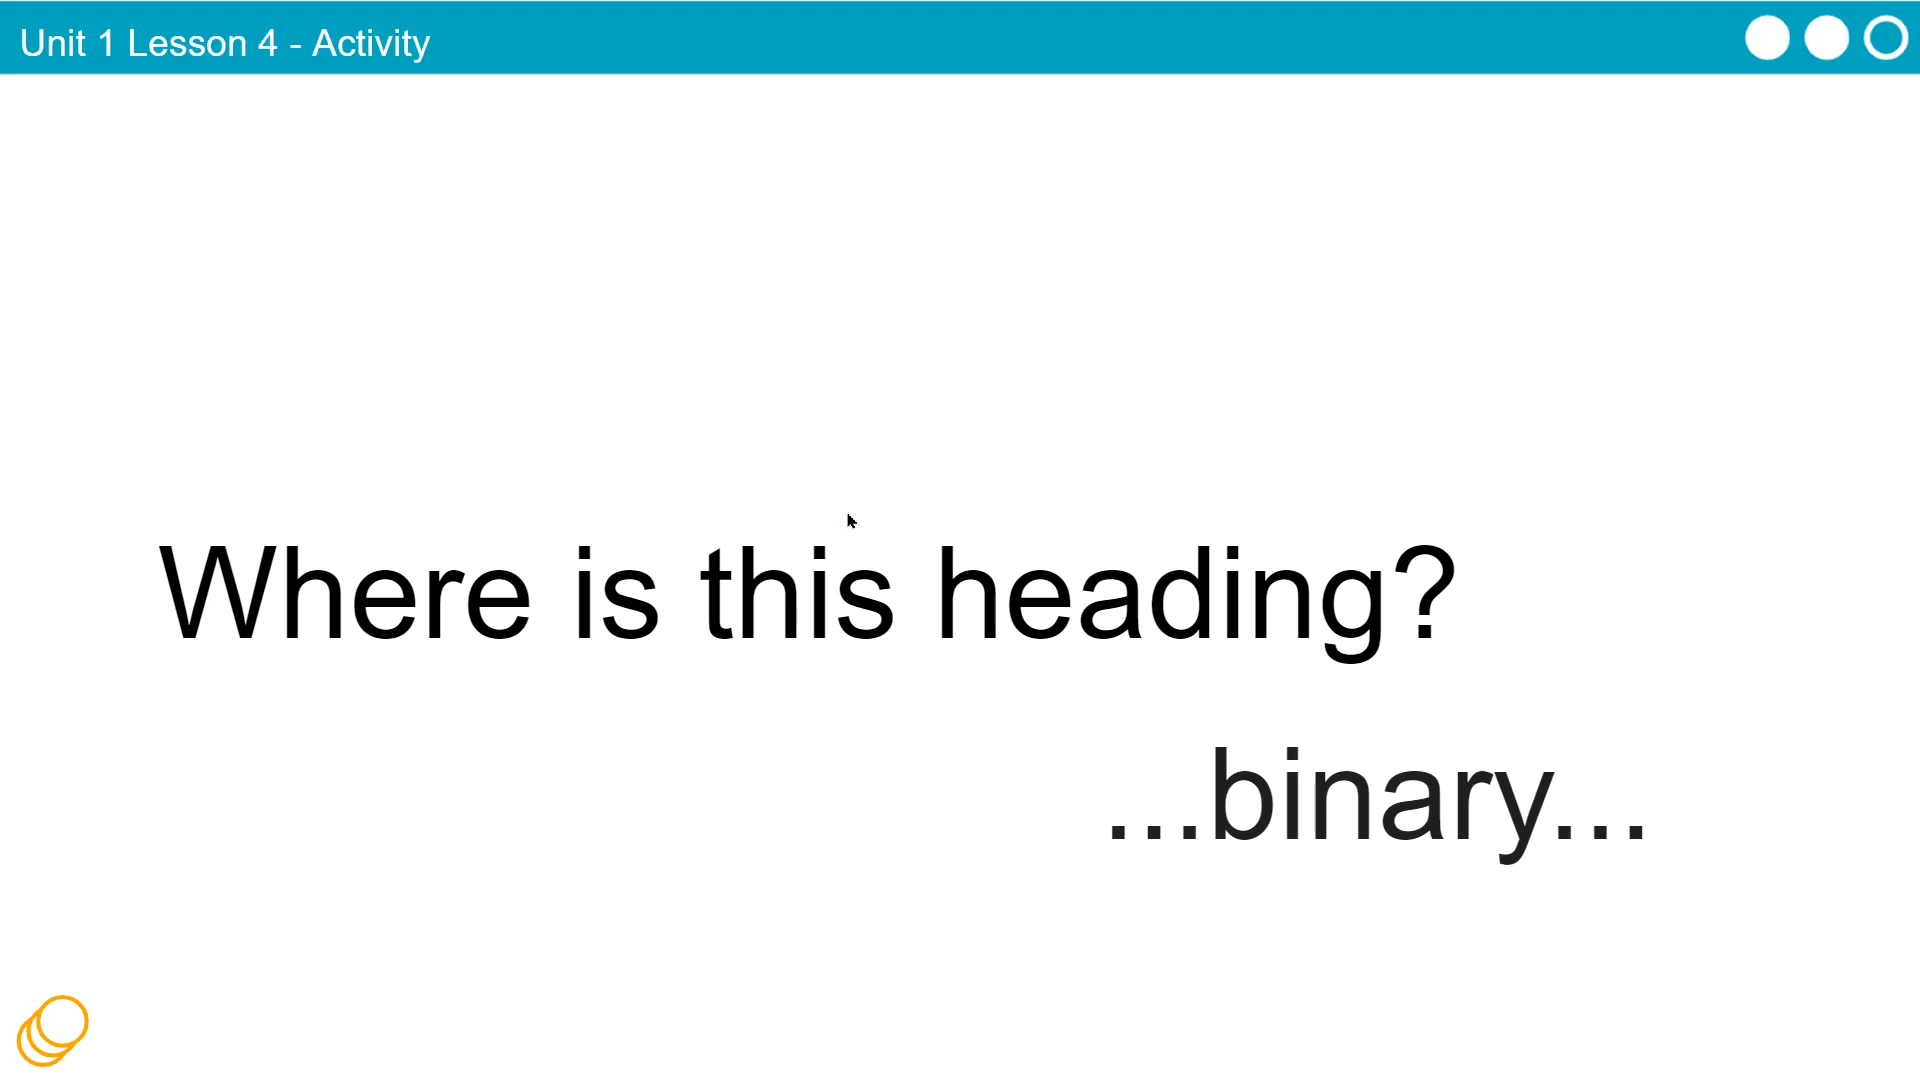 Unit 1 Lesson 4 - Activity
Where is this heading?
...binary...